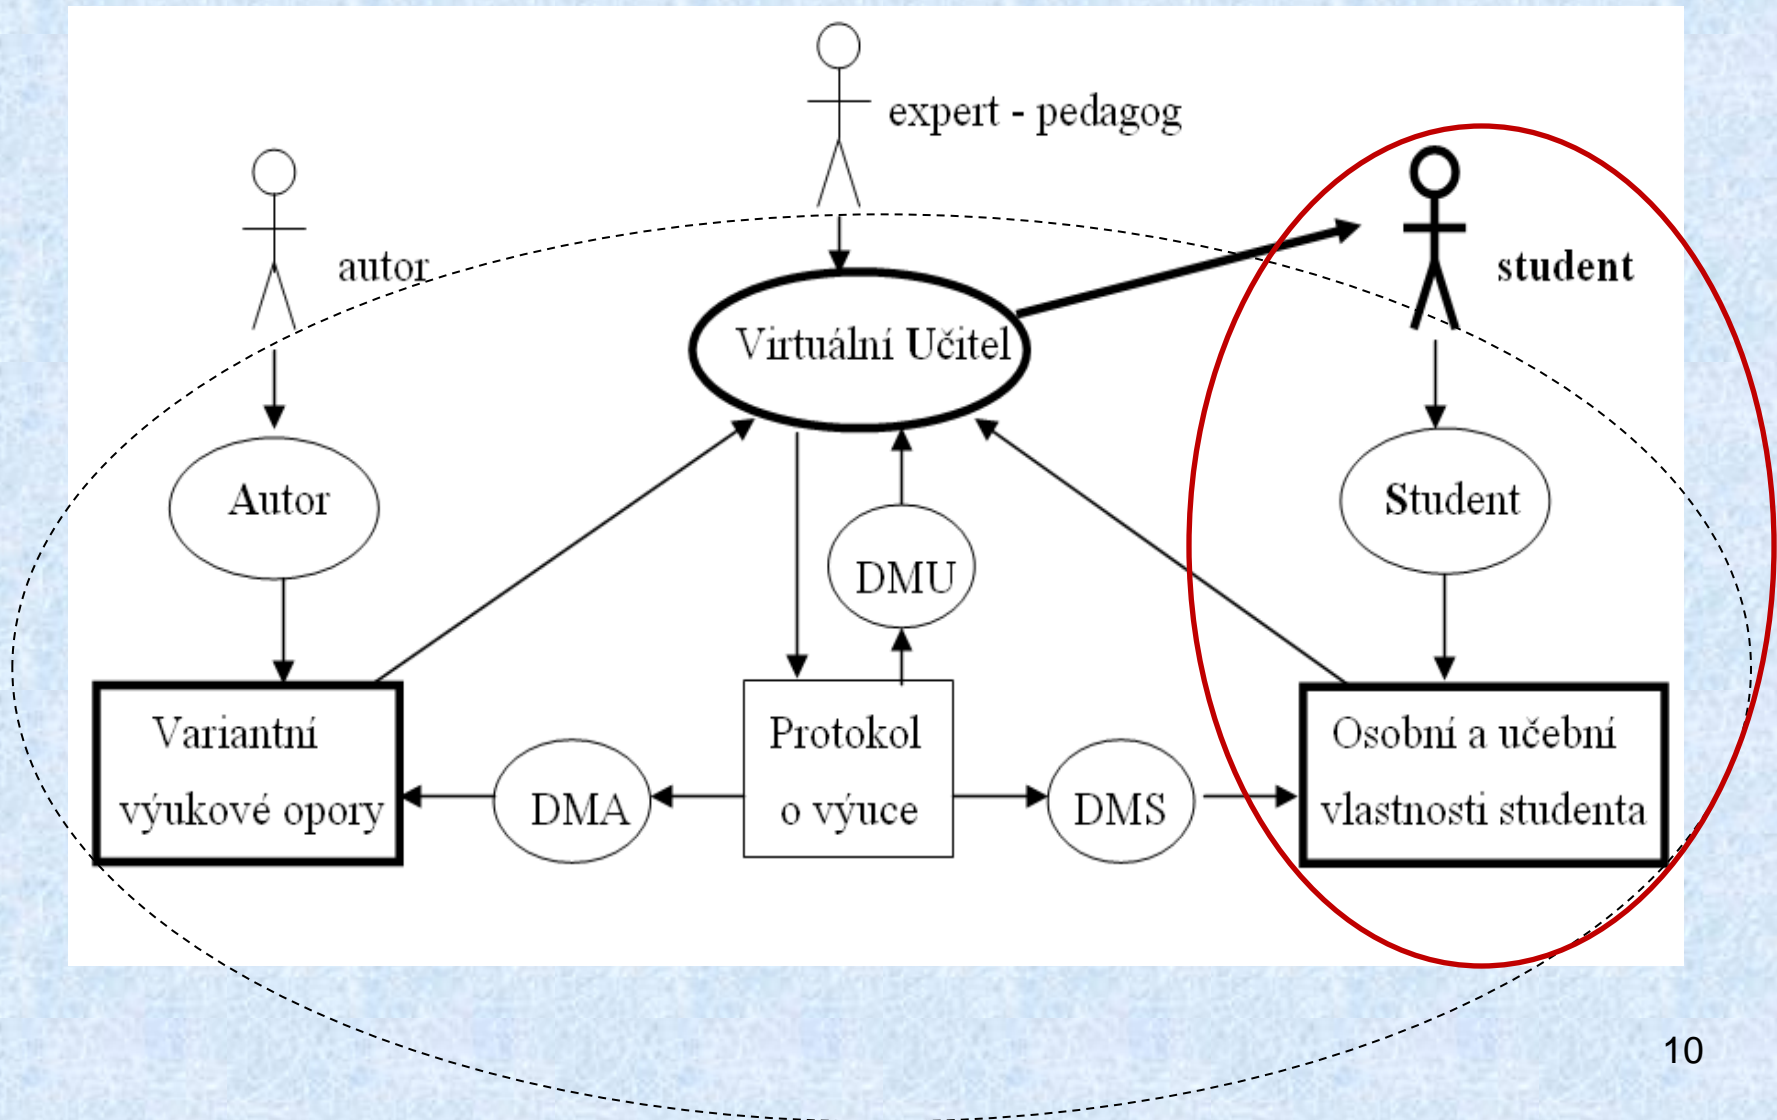 expert - pedagog
autor
student
Virtuální Učitel
Autor
Student
DMU
Variantní
výukové opory
DMA
Protokol
o výuce
DMS
Osobní a učební
vlastnosti studenta
10